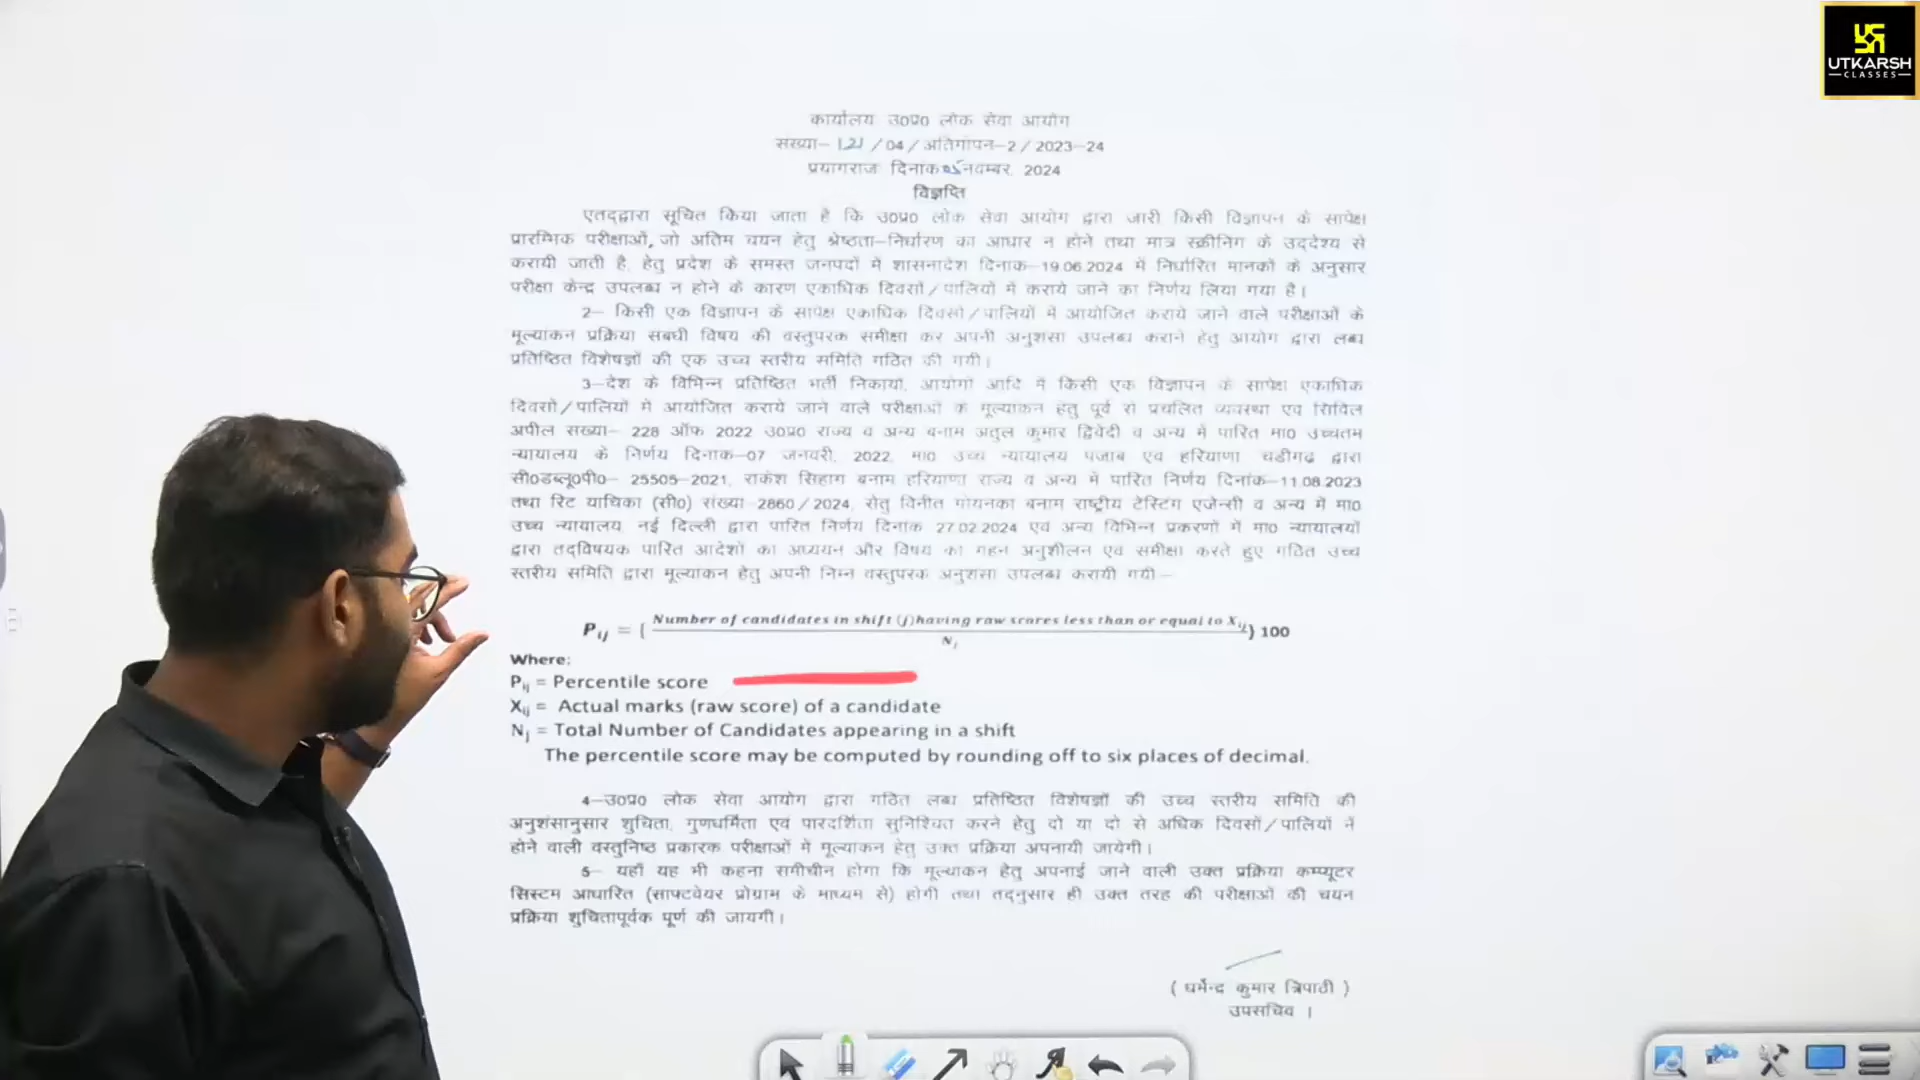 UTKARSH
CLASSES
कार्यालय उ0प्र0 लोक सेवा आयोग
संख्या- 121 /04/अतिगोपन-2/2023-24
प्रयागराज दिनांक 05 नवम्बर, 2024
विज्ञप्ति
एतद्द्वारा सूचित किया जाता है कि उ0प्र0 लोक सेवा आयोग द्वारा जारी किसी विज्ञापन के सापेक्ष
प्रारम्भिक परीक्षाओं, जो अंतिम चयन हेतु श्रेष्ठता-निर्धारण का आधार न होने तथा मात्र स्क्रीनिंग के उद्देश्य से
करायी जाती है, हेतु प्रदेश के समस्त जनपदों में शासनादेश दिनांक-19.06.2024 में निर्धारित मानकों के अनुसार
परीक्षा केन्द्र उपलब्ध न होने के कारण एकाधिक दिवसों/पालियों में कराये जाने का निर्णय लिया गया है।
2- किसी एक विज्ञापन के सापेक्ष एकाधिक दिवसों/पालियों में आयोजित कराये जाने वाले परीक्षाओं के
मूल्यांकन प्रक्रिया संबंधी विषय की वस्तुपरक समीक्षा कर अपनी अनुशंसा उपलब्ध कराने हेतु आयोग द्वारा लब्ध
प्रतिष्ठित विशेषज्ञों की एक उच्च स्तरीय समिति गठित की गयी।
3-देश के विभिन्न प्रतिष्ठित भर्ती निकायों, आयोगों आदि में किसी एक विज्ञापन के सापेक्ष एकाधिक
दिवसों/पालियों में आयोजित कराये जाने वाले परीक्षाओं के मूल्यांकन हेतु पूर्व से प्रचलित व्यवस्था एवं सिविल
अपील संख्या- 228 ऑफ 2022 उ0प्र0 राज्य व अन्य बनाम अतुल कुमार द्विवेदी व अन्य में पारित मा0 उच्चतम
न्यायालय के निर्णय दिनांक-07 जनवरी, 2022, मा0 उच्च न्यायालय पंजाब एवं हरियाणा चंडीगढ़ द्वारा
सी0डब्लू0पी0- 25505-2021, राकेश सिहाग बनाम हरियाणा राज्य व अन्य में पारित निर्णय दिनांक-11.08.2023
तथा रिट याचिका (सी0) संख्या-2860/2024, सेतु विनीत गोयनका बनाम राष्ट्रीय टेस्टिंग एजेन्सी व अन्य में मा0
उच्च न्यायालय, नई दिल्ली द्वारा पारित निर्णय दिनांक 27.02.2024 एवं अन्य विभिन्न प्रकरणों में मा0 न्यायालयों
द्वारा तद्विषयक पारित आदेशों का अध्ययन और विषय का गहन अनुशीलन एवं समीक्षा करते हुए गठित उच्च
स्तरीय समिति द्वारा मूल्यांकन हेतु अपनी निम्न वस्तुपरक अनुशंसा उपलब्ध करायी गयी-
P_ij = { Number of candidates in shift (j) having raw scores less than or equal to X_ij / N_j } 100
Where:
P_ij = Percentile score
X_ij = Actual marks (raw score) of a candidate
N_j = Total Number of Candidates appearing in a shift
The percentile score may be computed by rounding off to six places of decimal.
4-उ0प्र0 लोक सेवा आयोग द्वारा गठित लब्ध प्रतिष्ठित विशेषज्ञों की उच्च स्तरीय समिति की
अनुशंसानुसार शुचिता, गुणधर्मिता एवं पारदर्शिता सुनिश्चित करने हेतु दो या दो से अधिक दिवसों/पालियों में
होने वाली वस्तुनिष्ठ प्रकारक परीक्षाओं में मूल्यांकन हेतु उक्त प्रक्रिया अपनायी जायेगी।
5- यहाँ यह भी कहना समीचीन होगा कि मूल्यांकन हेतु अपनाई जाने वाली उक्त प्रक्रिया कम्प्यूटर
सिस्टम आधारित (साफ्टवेयर प्रोग्राम के माध्यम से) होगी तथा तद्नुसार ही उक्त तरह की परीक्षाओं की चयन
प्रक्रिया शुचितापूर्वक पूर्ण की जायगी।
( धर्मेन्द्र कुमार त्रिपाठी )
उपसचिव ।